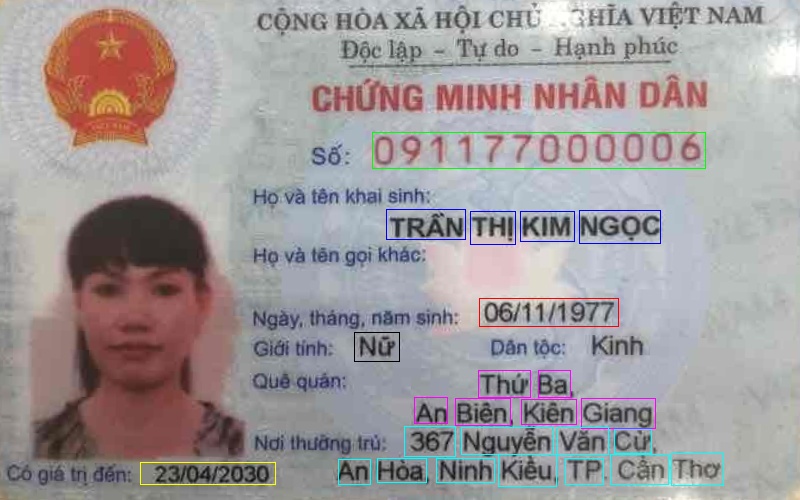 CỘNG HÒA XÃ HỘI CHỦ NGHĨA VIỆT NAM
Độc lập - Tự do - Hạnh phúc
CHỨNG MINH NHÂN DÂN
Số: 091177000006
Họ và tên khai sinh:
TRẦN THỊ KIM NGỌC
Họ và tên gọi khác:
Ngày, tháng, năm sinh: 06/11/1977
Giới tính: Nữ Dân tộc: Kinh
Quê quán: Thứ Ba,
An Biên, Kiên Giang
Nơi thường trú: 367 Nguyễn Văn Cừ,
Có giá trị đến: 23/04/2030 An Hòa, Ninh Kiều, TP. Cần Thơ